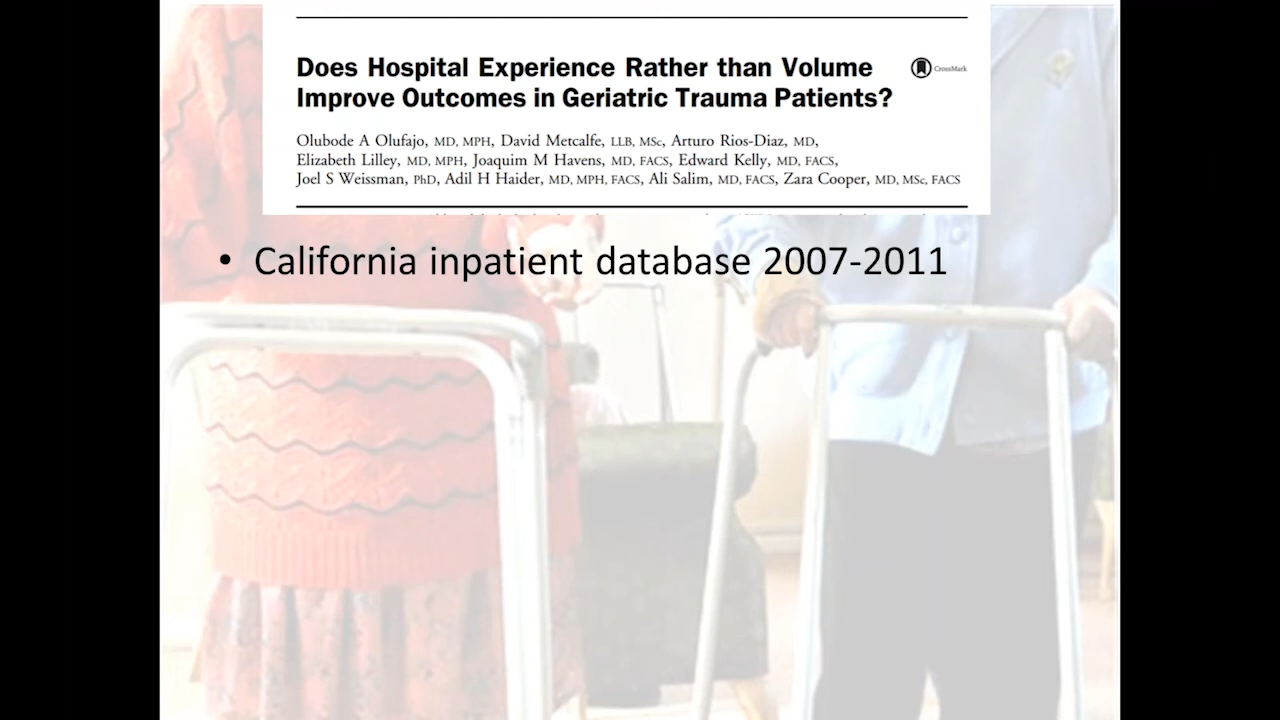 Does Hospital Experience Rather than Volume
CrossMark
Improve Outcomes in Geriatric Trauma Patients?
Olubode A Olufajo, MD, MPH, David Metcalfe, LLB, MSc, Arturo Rios-Diaz, MD,
Elizabeth Lilley, MD, MPH, Joaquim M Havens, MD, FACS, Edward Kelly, MD, FACS,
Joel S Weissman, PhD, Adil H Haider, MD, MPH, FACS, Ali Salim, MD, FACS, Zara Cooper, MD, MSc, FACS
• California inpatient database 2007-2011